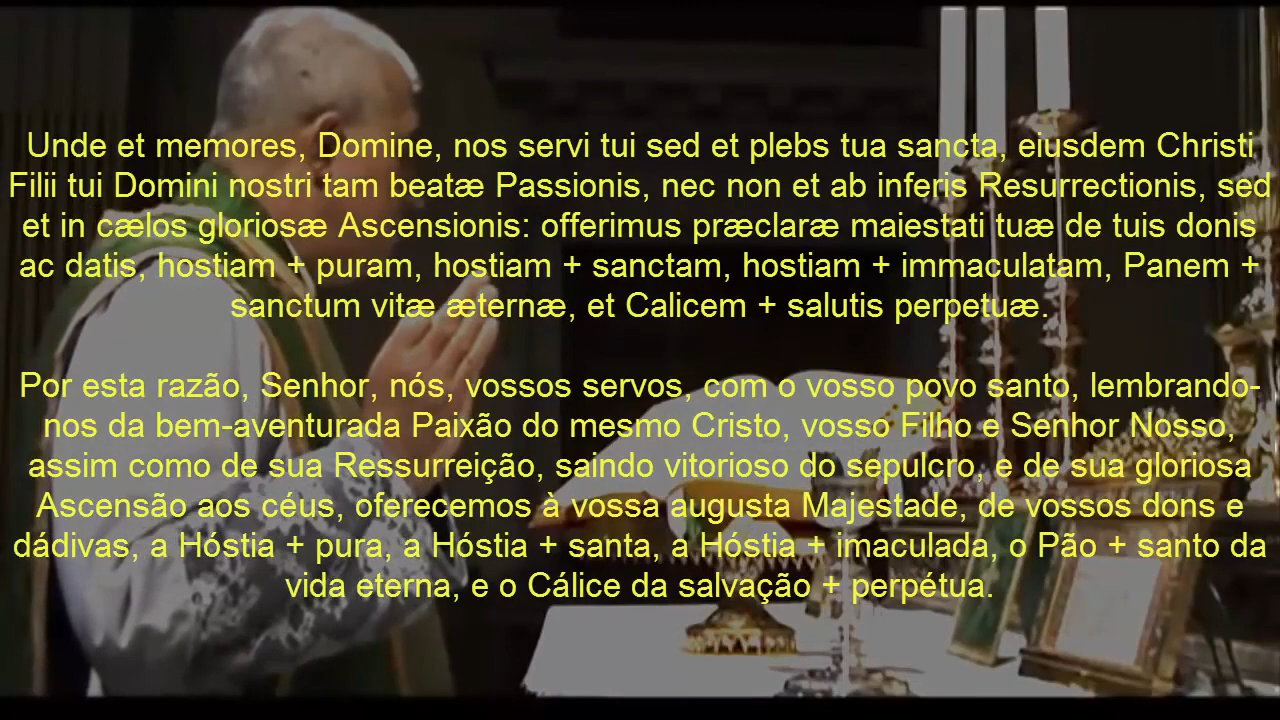 Unde et memores, Domine, nos servi tui sed et plebs tua sancta, eiusdem Christi
Filii tui Domini nostri tam beatæ Passionis, nec non et ab inferis Resurrectionis, sed
et in cælos gloriosæ Ascensionis: offerimus præclaræ maiestati tuæ de tuis donis
ac datis, hostiam + puram, hostiam + sanctam, hostiam + immaculatam, Panem +
sanctum vitæ æternæ, et Calicem + salutis perpetuæ.
Por esta razão, Senhor, nós, vossos servos, com o vosso povo santo, lembrando-
nos da bem-aventurada Paixão do mesmo Cristo, vosso Filho e Senhor Nosso,
assim como de sua Ressurreição, saindo vitorioso do sepulcro, e de sua gloriosa
Ascensão aos céus, oferecemos à vossa augusta Majestade, de vossos dons e
dádivas, a Hóstia + pura, a Hóstia + santa, a Hóstia + imaculada, o Pão + santo da
vida eterna, e o Cálice da salvação + perpétua.